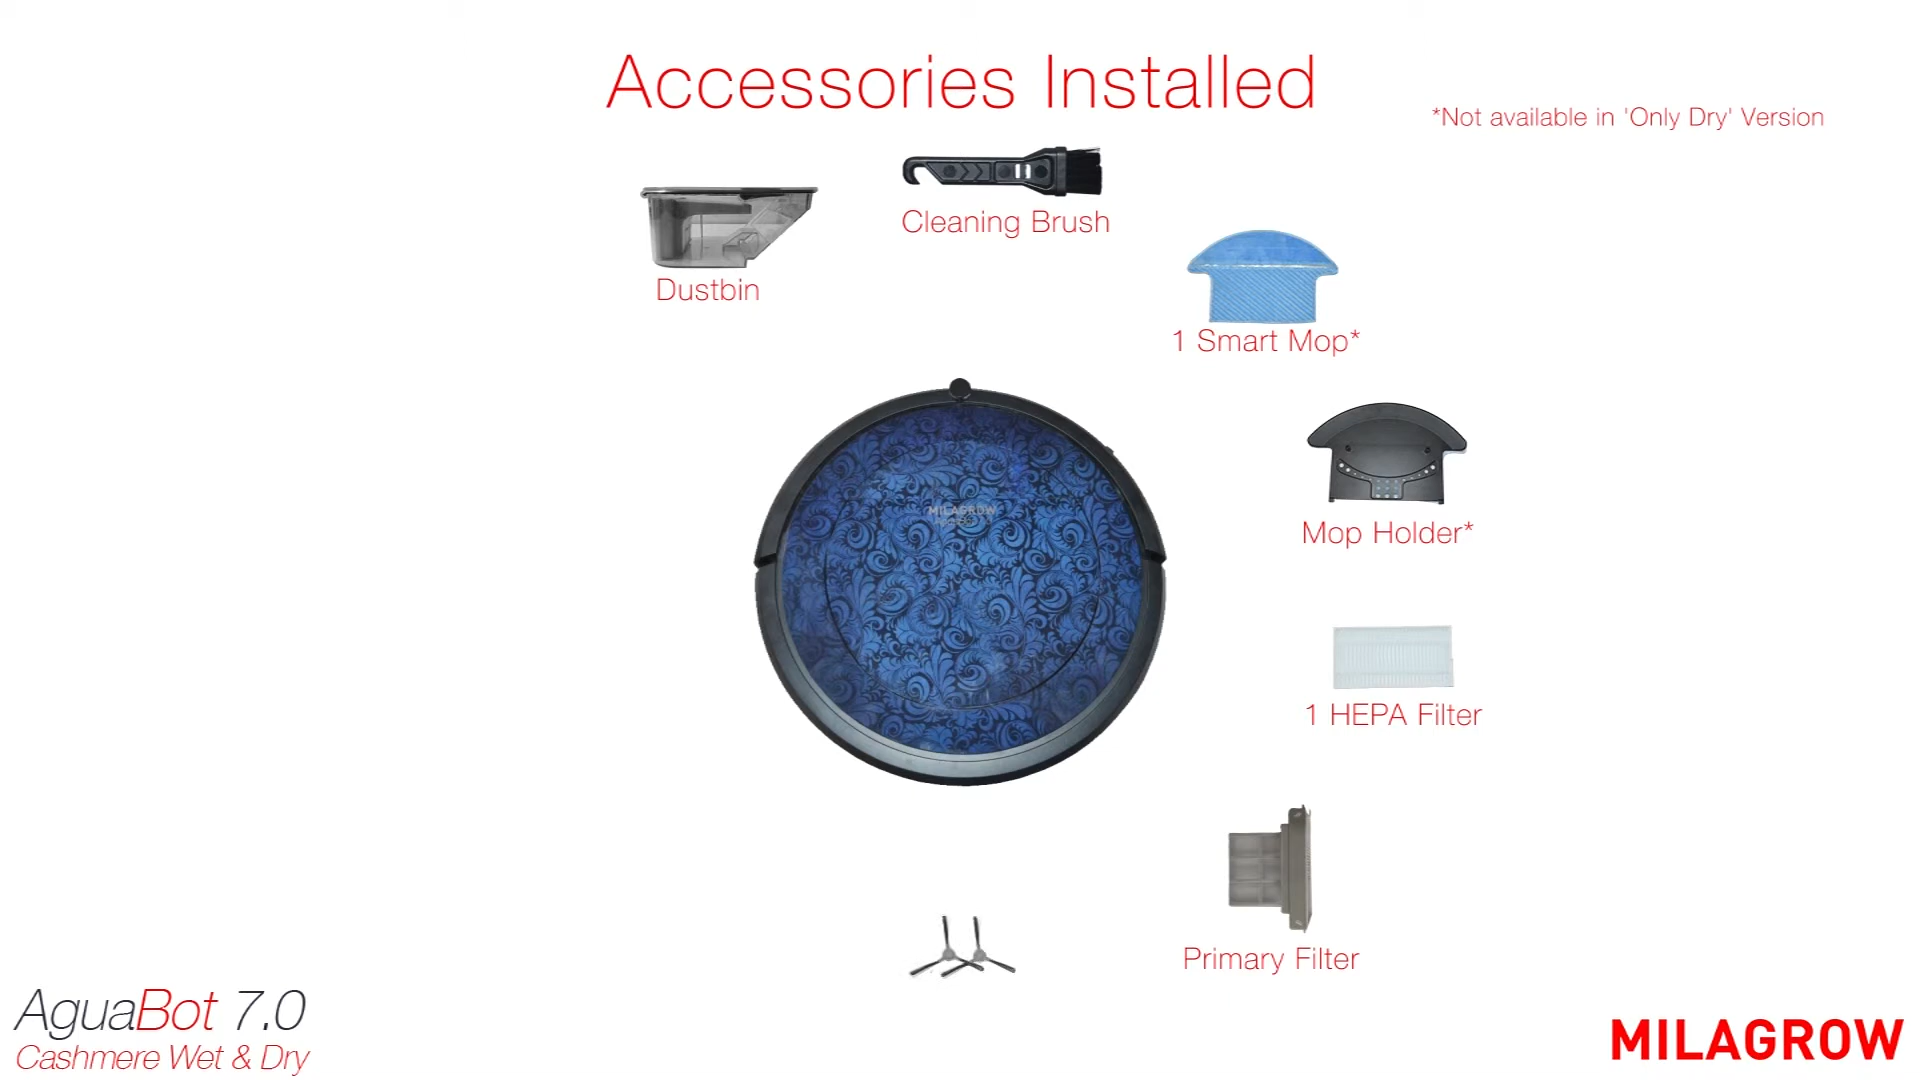 Accessories Installed
*Not available in 'Only Dry' Version
Cleaning Brush
Dustbin
1 Smart Mop*
MILAGROW
Mop Holder*
1 HEPA Filter
Primary Filter
AguaBot 7.0
Cashmere Wet & Dry
MILAGROW